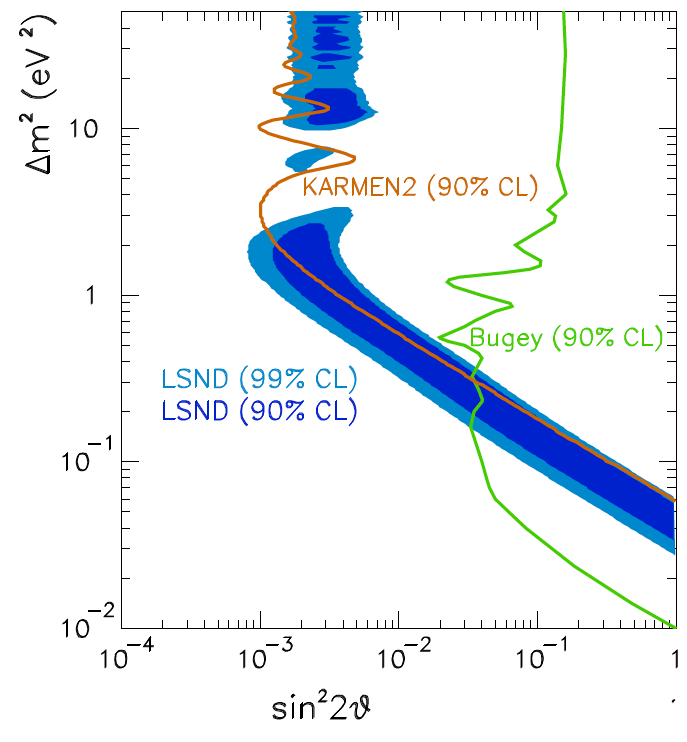 Δm² (eV²)
10
KARMEN2 (90% CL)
1
Bugey (90% CL)
LSND (99% CL)
LSND (90% CL)
10⁻¹
10⁻²
10⁻⁴ 10⁻³ 10⁻² 10⁻¹ 1
sin²2ϑ